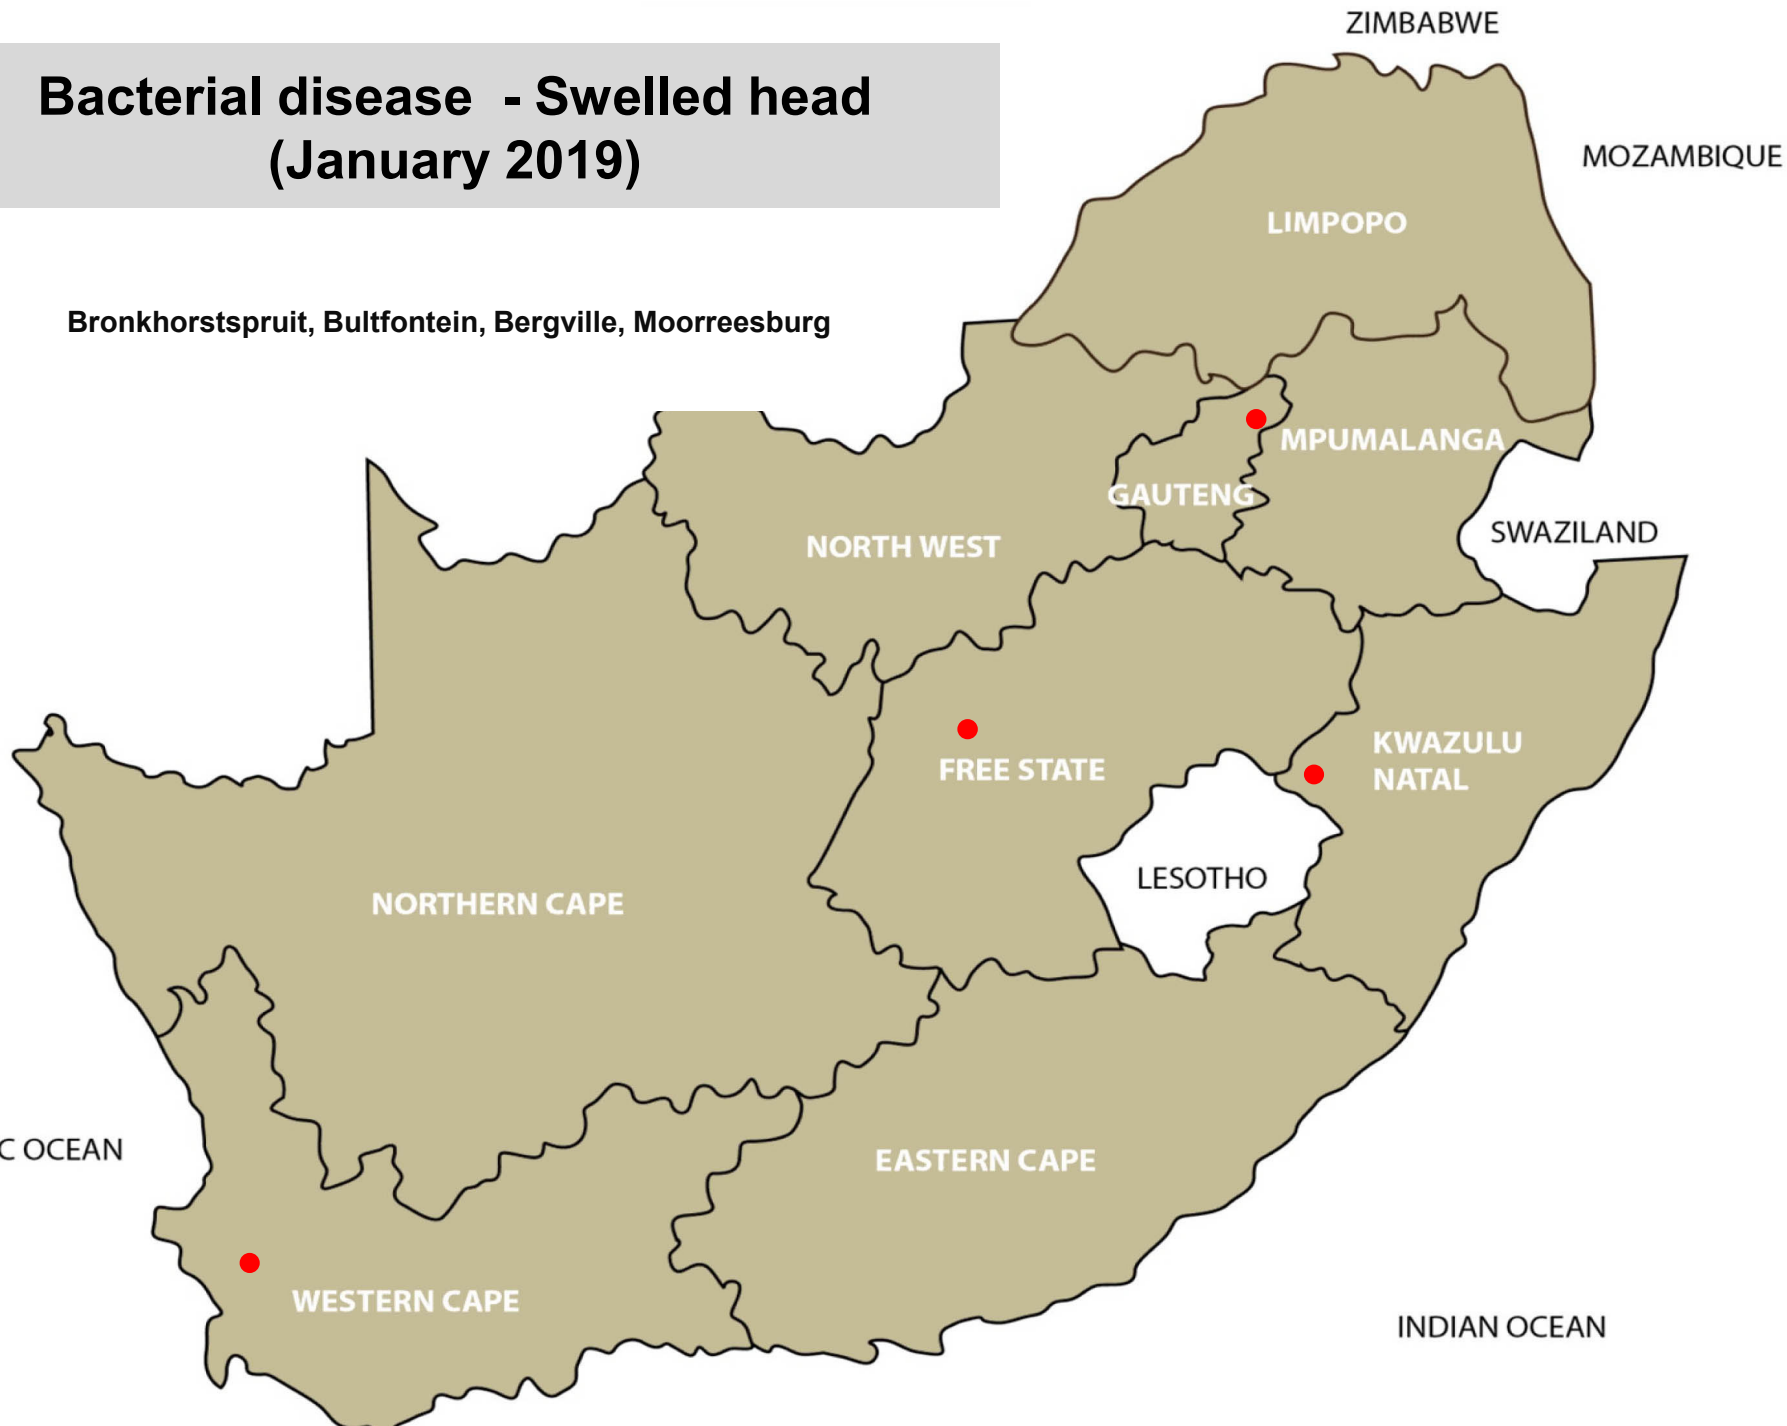 ZIMBABWE
Bacterial disease - Swelled head
(January 2019)
MOZAMBIQUE
LIMPOPO
Bronkhorstspruit, Bultfontein, Bergville, Moorreesburg
MPUMALANGA
GAUTENG
NORTH WEST
SWAZILAND
KWAZULU
NATAL
FREE STATE
LESOTHO
NORTHERN CAPE
C OCEAN
EASTERN CAPE
WESTERN CAPE
INDIAN OCEAN